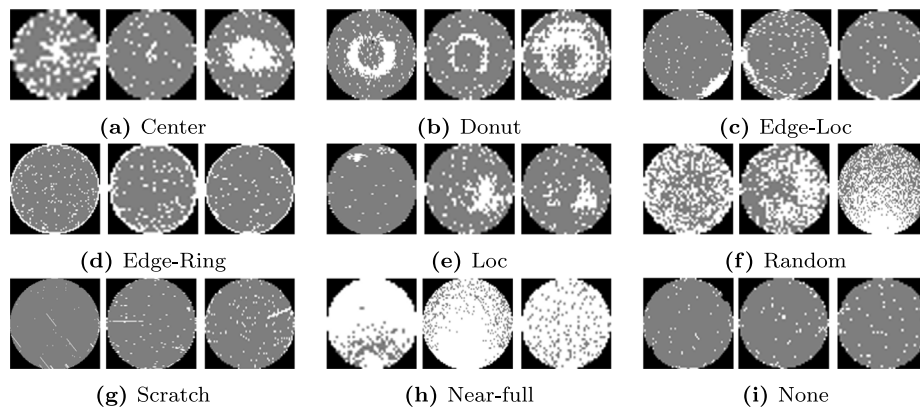 (a) Center
(b) Donut
(c) Edge-Loc
(d) Edge-Ring
(e) Loc
(f) Random
(g) Scratch
(h) Near-full
(i) None